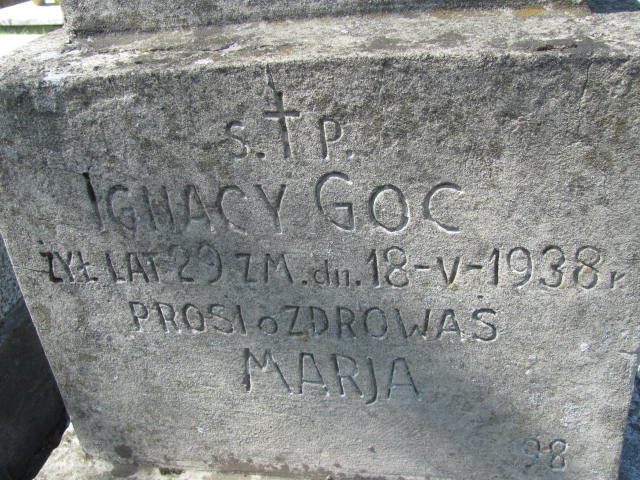 S.†P.
IGNACY GOC
ŻYŁ LAT 29 ZM. dn. 18-V-1938 r
PROSI o ZDROWAŚ
MARJA
98